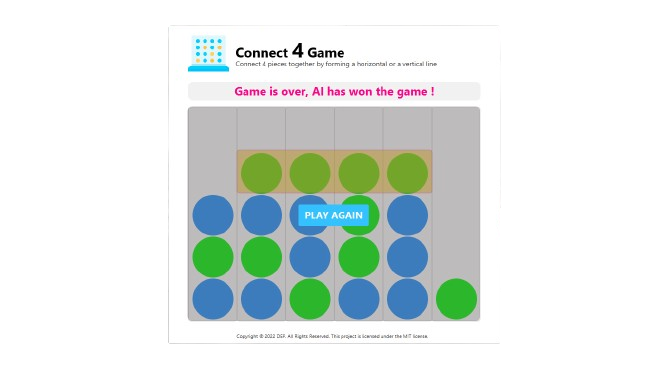 Connect 4 Game
Connect 4 pieces together by forming a horizontal or a vertical line
Game is over, AI has won the game !
PLAY AGAIN
Copyright © 2022 DSP. All Rights Reserved. This project is licensed under the MIT license.